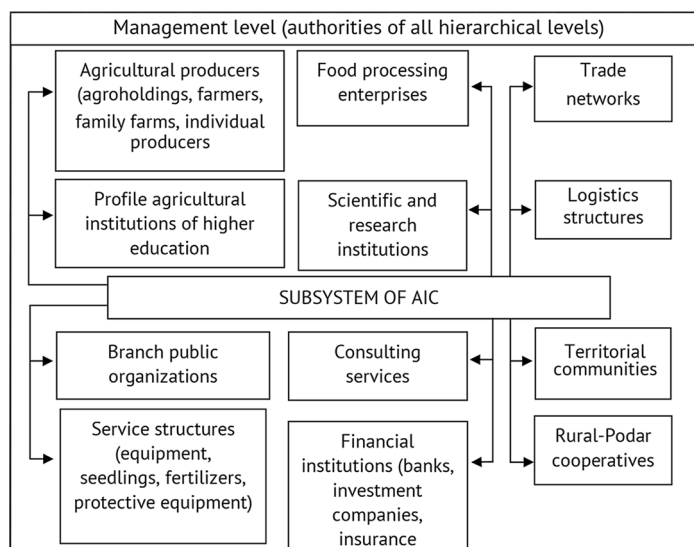 Management level (authorities of all hierarchical levels)
Agricultural producers
(agroholdings, farmers,
family farms, individual
producers
Food processing
enterprises
Trade
networks
Profile agricultural
institutions of higher
education
Scientific and
research
institutions
Logistics
structures
SUBSYSTEM OF AIC
Branch public
organizations
Consulting
services
Territorial
communities
Service structures
(equipment,
seedlings, fertilizers,
protective equipment)
Financial
institutions (banks,
investment
companies,
insurance
Rural-Podar
cooperatives